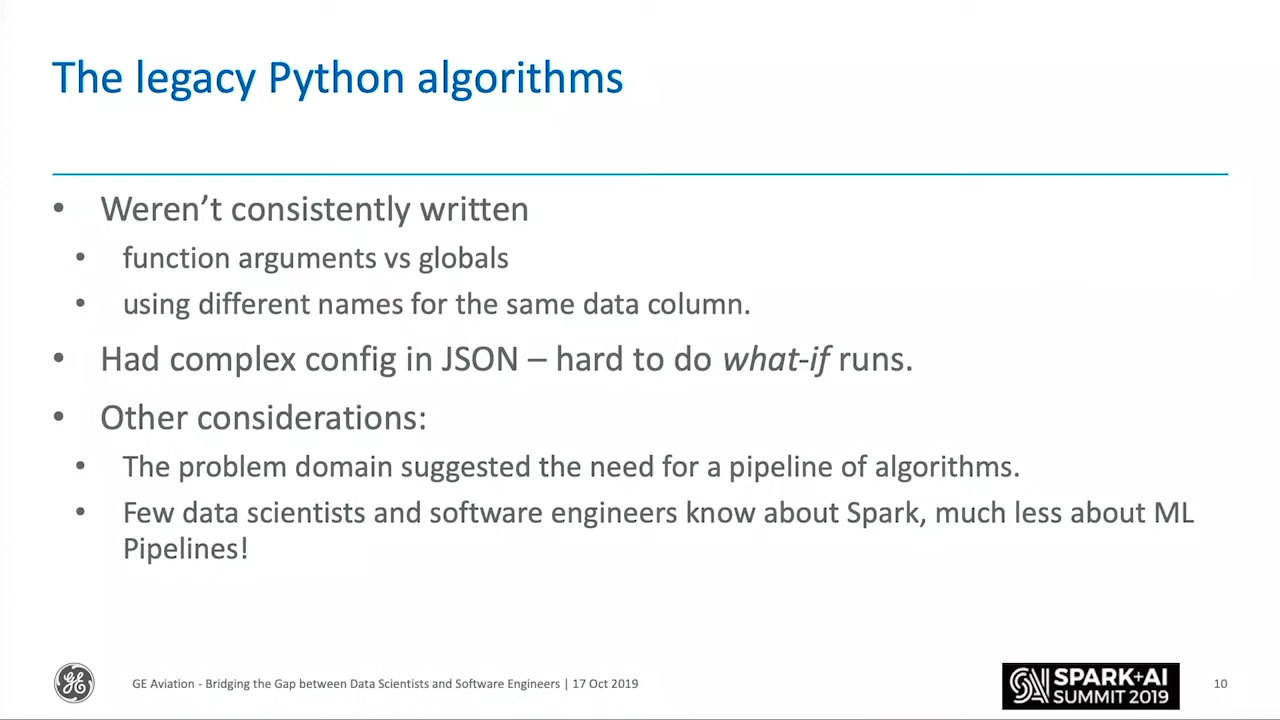 The legacy Python algorithms
• Weren’t consistently written
• function arguments vs globals
• using different names for the same data column.
• Had complex config in JSON – hard to do what-if runs.
• Other considerations:
• The problem domain suggested the need for a pipeline of algorithms.
• Few data scientists and software engineers know about Spark, much less about ML
Pipelines!
GE
GE Aviation - Bridging the Gap between Data Scientists and Software Engineers | 17 Oct 2019
SPARK+AI
SUMMIT 2019
10